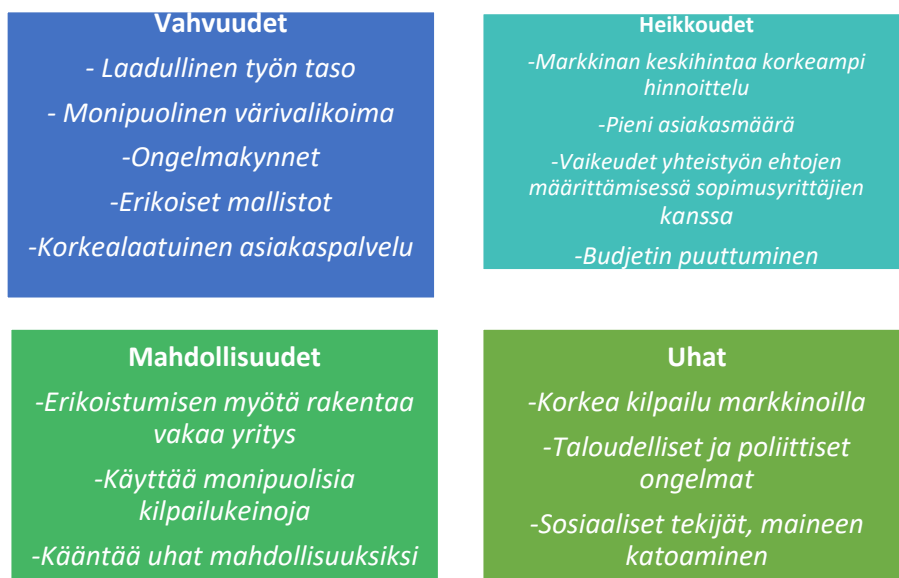 Vahvuudet
- Laadullinen työn taso
- Monipuolinen värivalikoima
-Ongelmakynnet
-Erikoiset mallistot
-Korkealaatuinen asiakaspalvelu
Heikkoudet
-Markkinan keskihintaa korkeampi
hinnoittelu
-Pieni asiakasmäärä
-Vaikeudet yhteistyön ehtojen
määrittämisessä sopimusyrittäjien
kanssa
-Budjetin puuttuminen
Mahdollisuudet
-Erikoistumisen myötä rakentaa
vakaa yritys
-Käyttää monipuolisia
kilpailukeinoja
-Kääntää uhat mahdollisuuksiksi
Uhat
-Korkea kilpailu markkinoilla
-Taloudelliset ja poliittiset
ongelmat
-Sosiaaliset tekijät, maineen
katoaminen